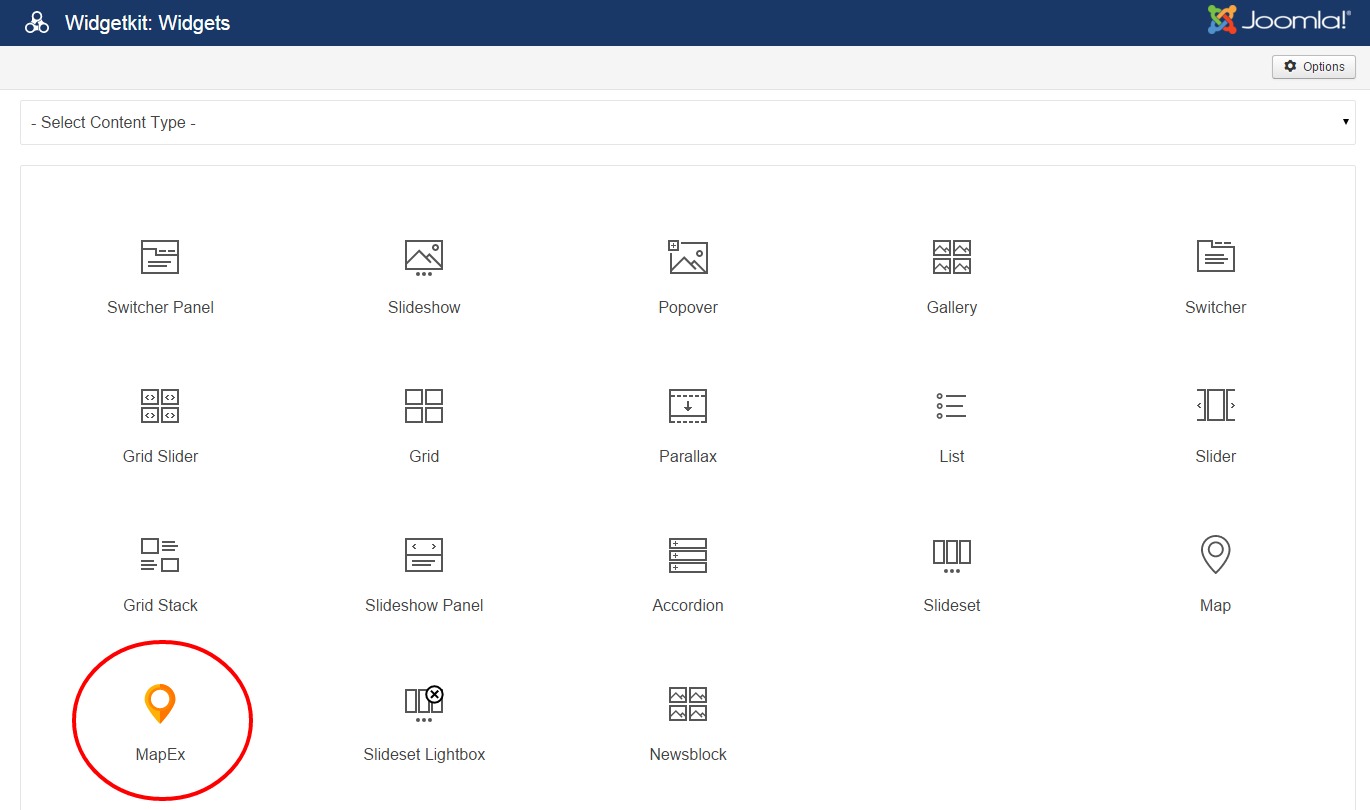 Widgetkit: Widgets
Joomla!®
Options
- Select Content Type -
Switcher Panel
Slideshow
Popover
Gallery
Switcher
Grid Slider
Grid
Parallax
List
Slider
Grid Stack
Slideshow Panel
Accordion
Slideset
Map
MapEx
Slideset Lightbox
Newsblock